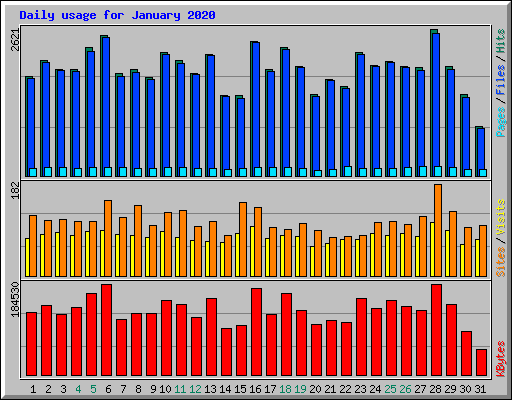 Daily usage for January 2020
2621
Pages / Files / Hits
182
Sites / Visits
184530
KBytes
1 2 3 4 5 6 7 8 9 10 11 12 13 14 15 16 17 18 19 20 21 22 23 24 25 26 27 28 29 30 31